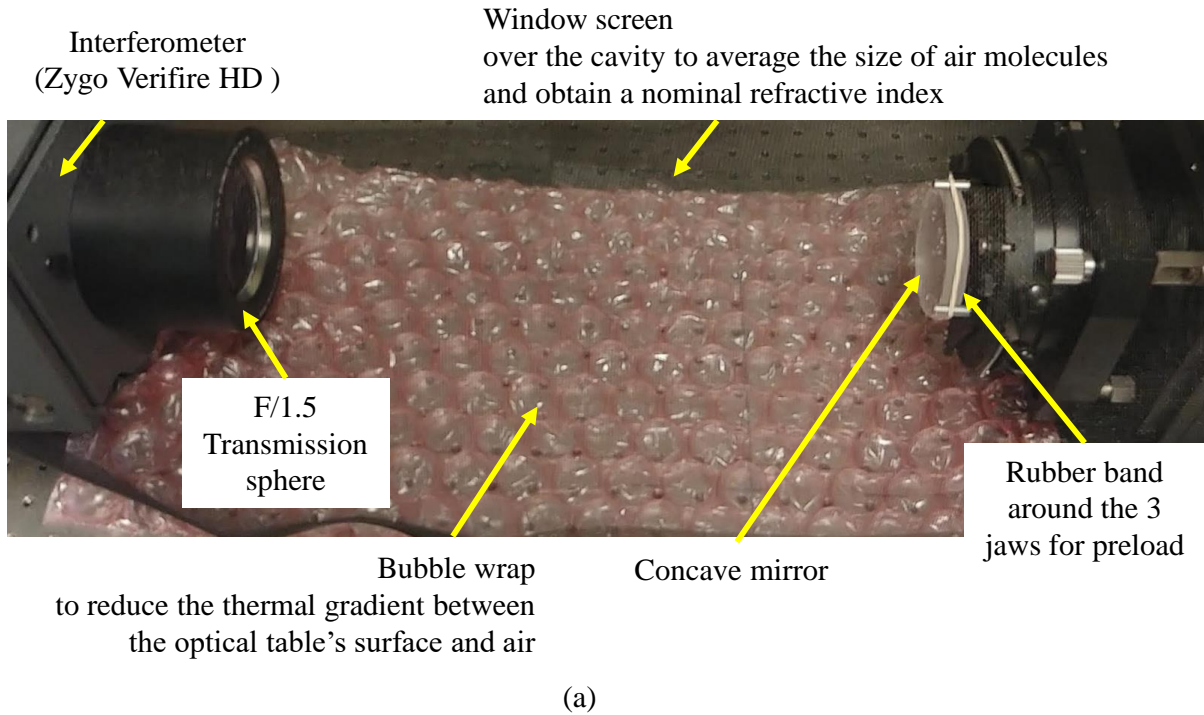 Interferometer
(Zygo Verifire HD )
Window screen
over the cavity to average the size of air molecules
and obtain a nominal refractive index
F/1.5
Transmission
sphere
Rubber band
around the 3
jaws for preload
Bubble wrap
to reduce the thermal gradient between
the optical table’s surface and air
Concave mirror
(a)